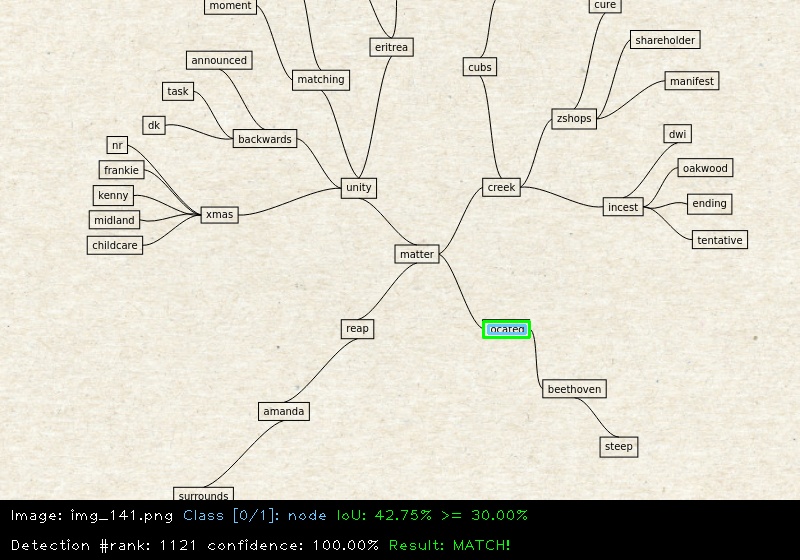 moment
cure
eritrea
shareholder
announced
cubs
matching
manifest
task
zshops
dk
dwi
nr
backwards
frankie
oakwood
kenny
unity
creek
ending
midland
xmas
incest
childcare
tentative
matter
reap
beethoven
amanda
steep
surrounds
Image: img_141.png Class [0/1]: node IoU: 42.75% >= 30.00%
Detection #rank: 1121 confidence: 100.00% Result: MATCH!